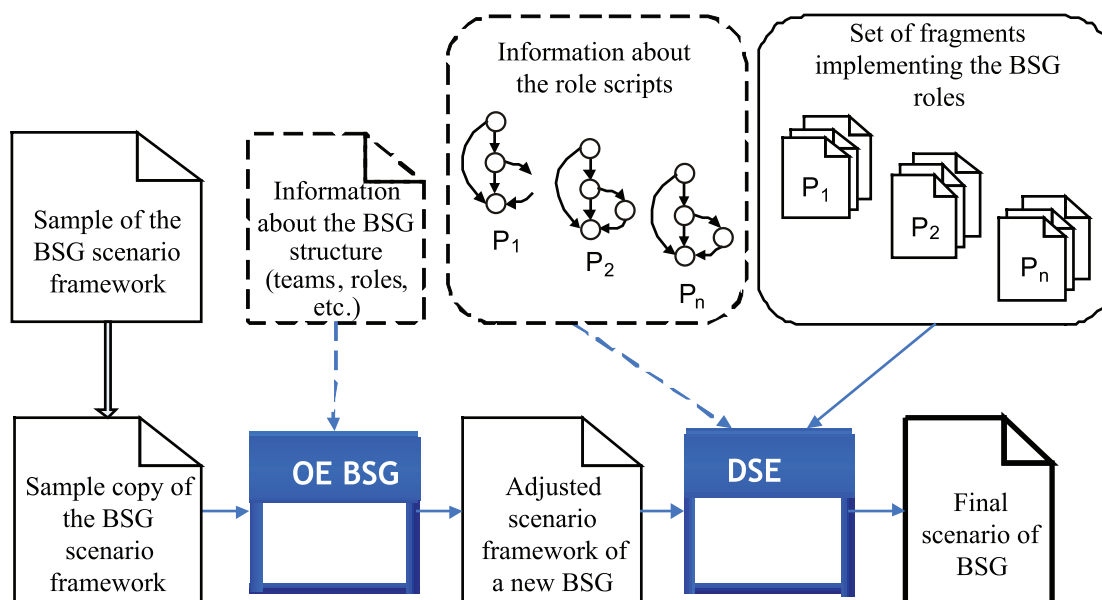 Information about
the role scripts
P1
P2
Pn
Set of fragments
implementing the BSG
roles
P1
P2
Pn
Sample of the
BSG scenario
framework
Information
about the BSG
structure
(teams, roles,
etc.)
Sample copy of
the BSG
scenario
framework
OE BSG
Adjusted
scenario
framework of
a new BSG
DSE
Final
scenario of
BSG